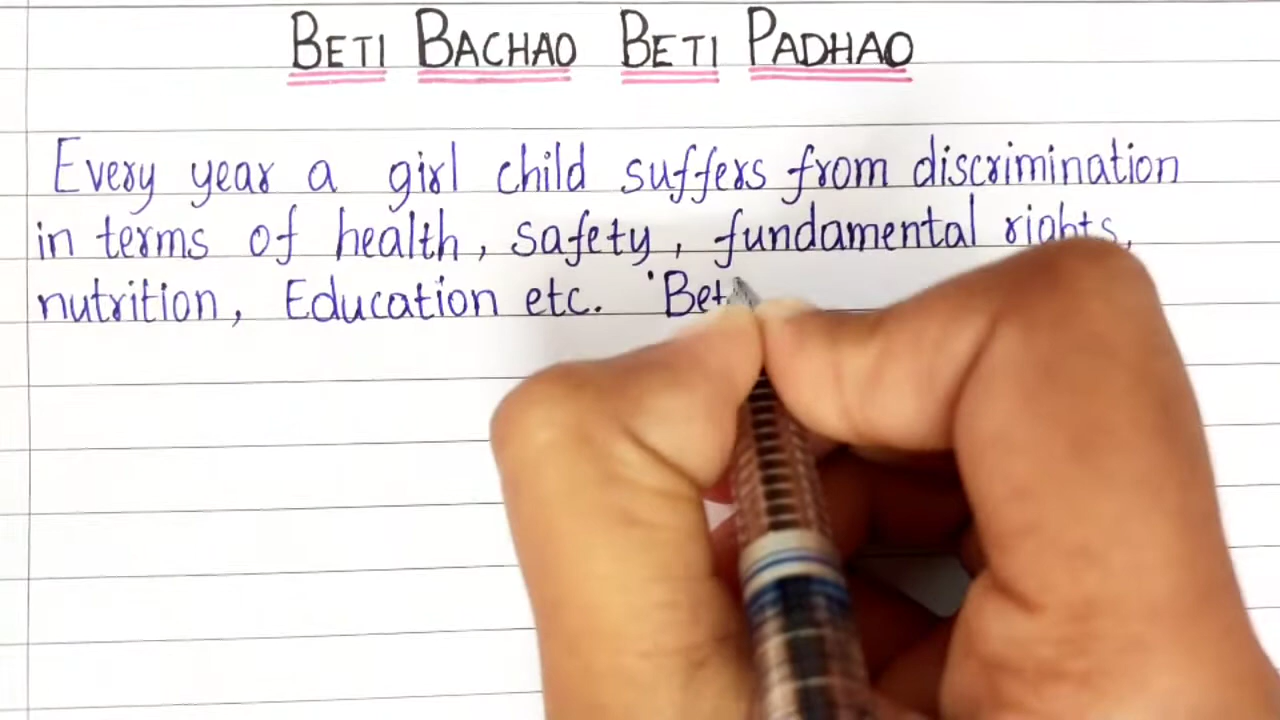 BETI BACHAO BETI PADHAO
Every year a girl child suffers from discrimination
in terms of health, safety, fundamental rights,
nutrition, Education etc. 'Bet